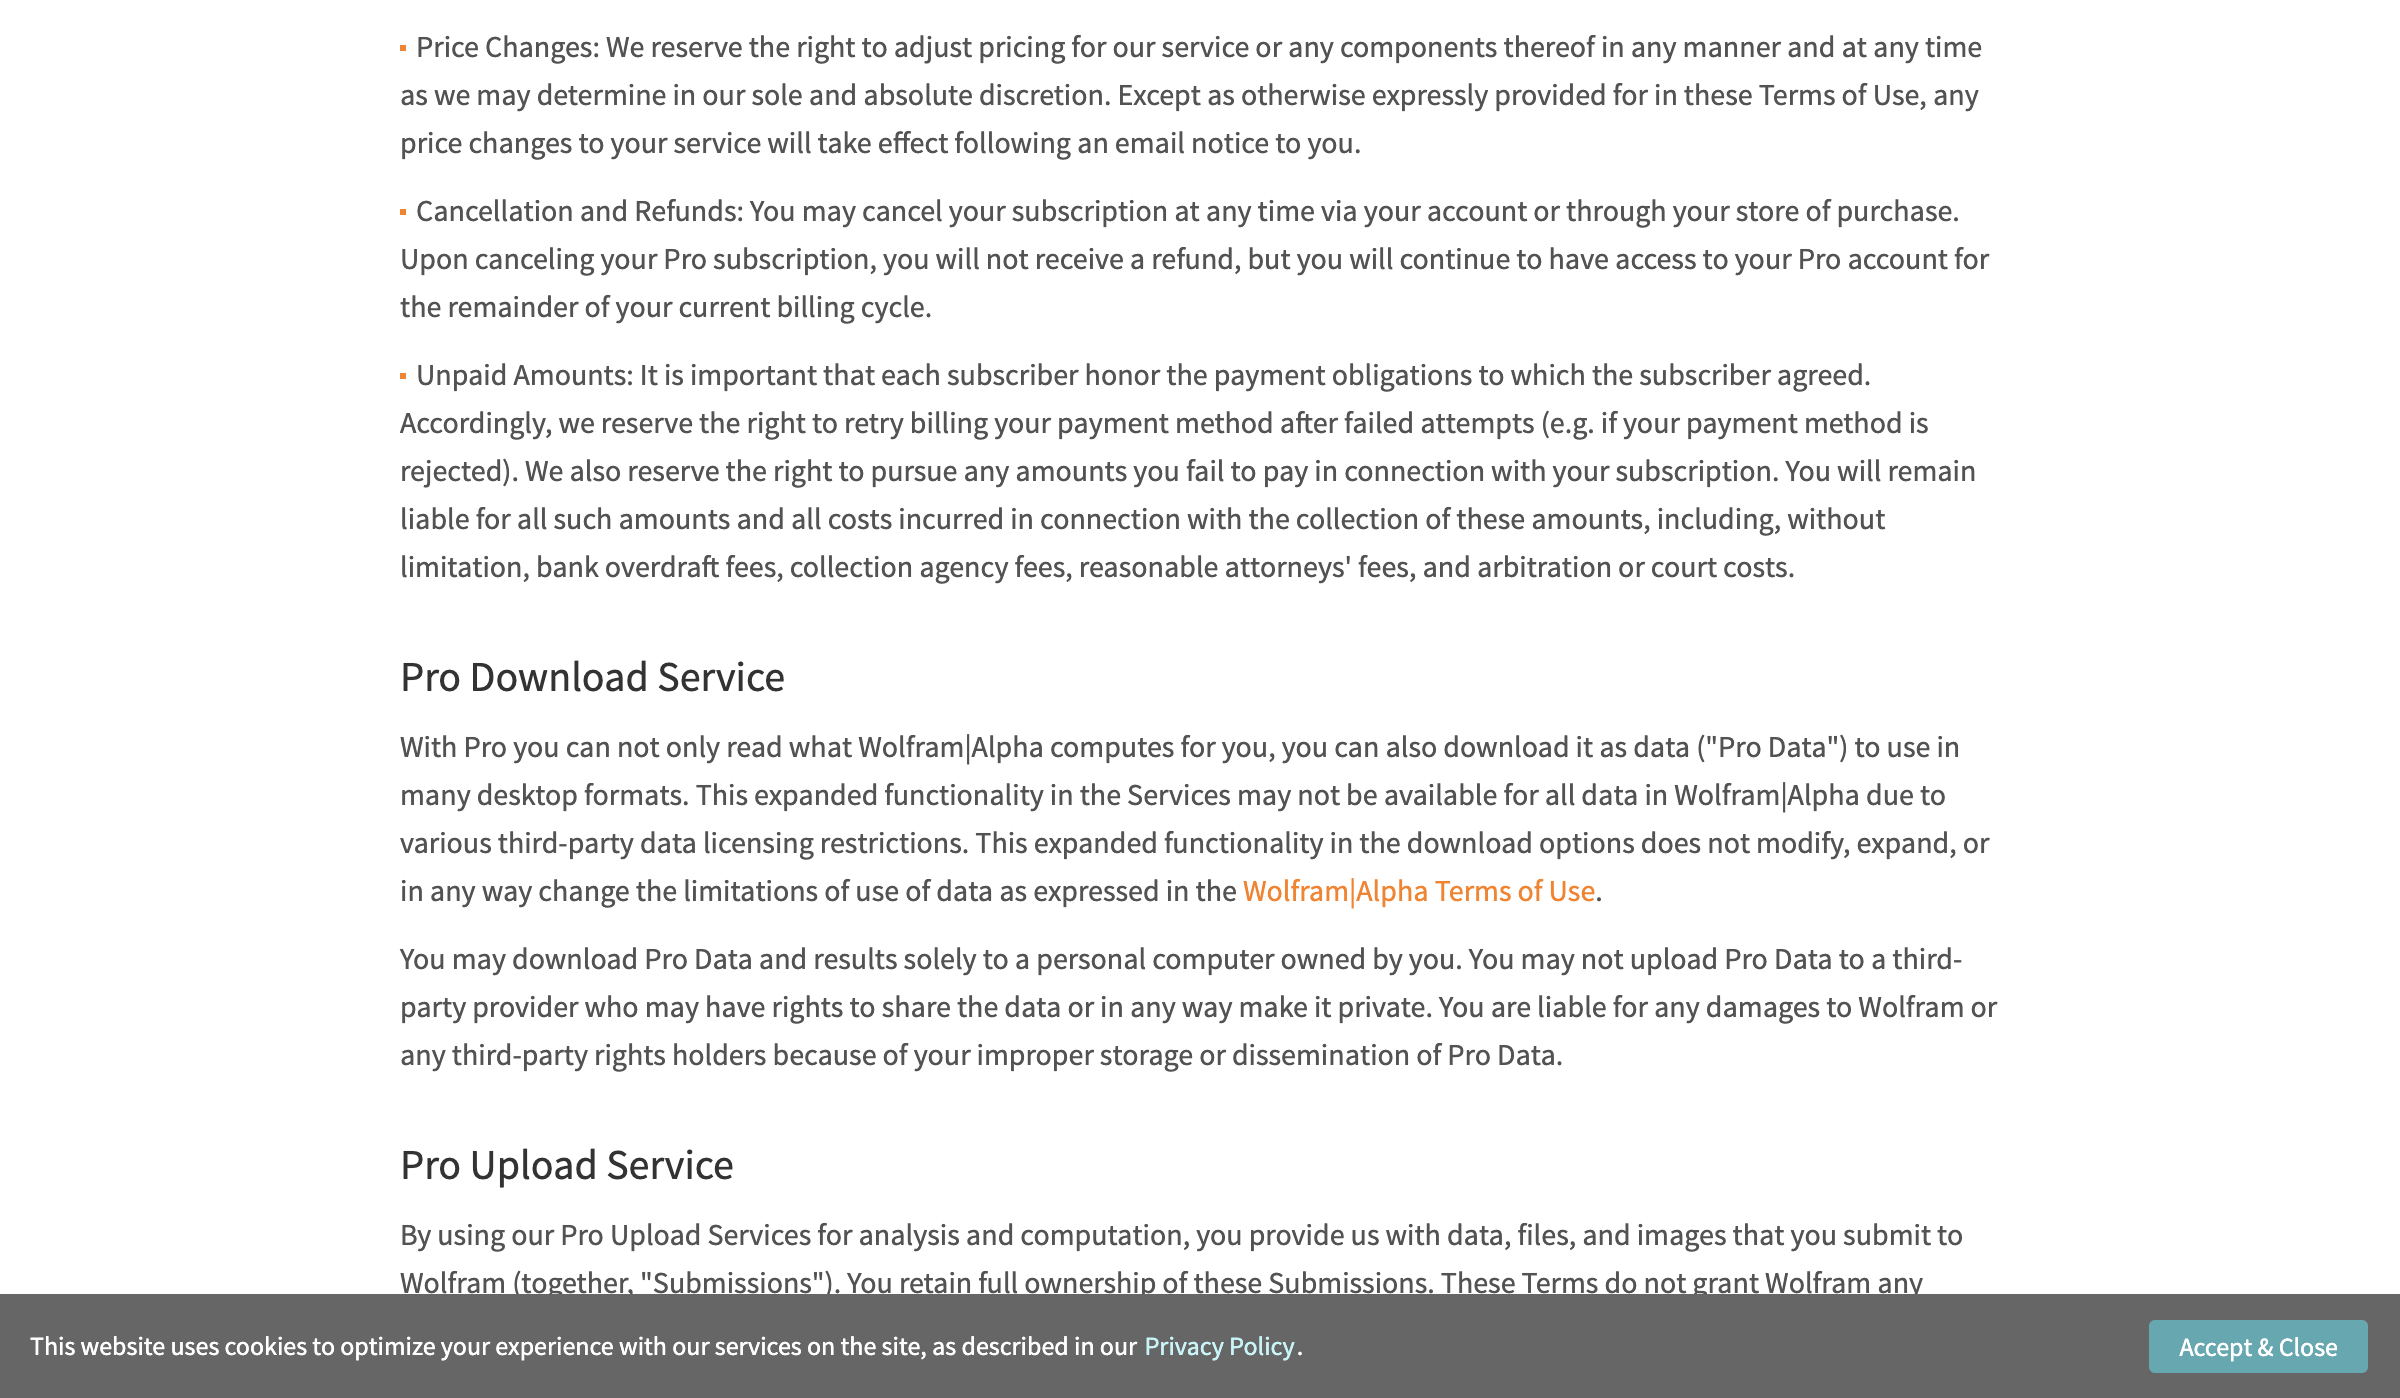 Price Changes: We reserve the right to adjust pricing for our service or any components thereof in any manner and at any time
as we may determine in our sole and absolute discretion. Except as otherwise expressly provided for in these Terms of Use, any
price changes to your service will take effect following an email notice to you.
Cancellation and Refunds: You may cancel your subscription at any time via your account or through your store of purchase.
Upon canceling your Pro subscription, you will not receive a refund, but you will continue to have access to your Pro account for
the remainder of your current billing cycle.
Unpaid Amounts: It is important that each subscriber honor the payment obligations to which the subscriber agreed.
Accordingly, we reserve the right to retry billing your payment method after failed attempts (e.g. if your payment method is
rejected). We also reserve the right to pursue any amounts you fail to pay in connection with your subscription. You will remain
liable for all such amounts and all costs incurred in connection with the collection of these amounts, including, without
limitation, bank overdraft fees, collection agency fees, reasonable attorneys' fees, and arbitration or court costs.
Pro Download Service
With Pro you can not only read what Wolfram|Alpha computes for you, you can also download it as data ("Pro Data") to use in
many desktop formats. This expanded functionality in the Services may not be available for all data in Wolfram|Alpha due to
various third-party data licensing restrictions. This expanded functionality in the download options does not modify, expand, or
in any way change the limitations of use of data as expressed in the Wolfram|Alpha Terms of Use.
You may download Pro Data and results solely to a personal computer owned by you. You may not upload Pro Data to a third-
party provider who may have rights to share the data or in any way make it private. You are liable for any damages to Wolfram or
any third-party rights holders because of your improper storage or dissemination of Pro Data.
Pro Upload Service
By using our Pro Upload Services for analysis and computation, you provide us with data, files, and images that you submit to
Wolfram (together, "Submissions"). You retain full ownership of these Submissions. These Terms do not grant Wolfram any
This website uses cookies to optimize your experience with our services on the site, as described in our Privacy Policy.
Accept & Close